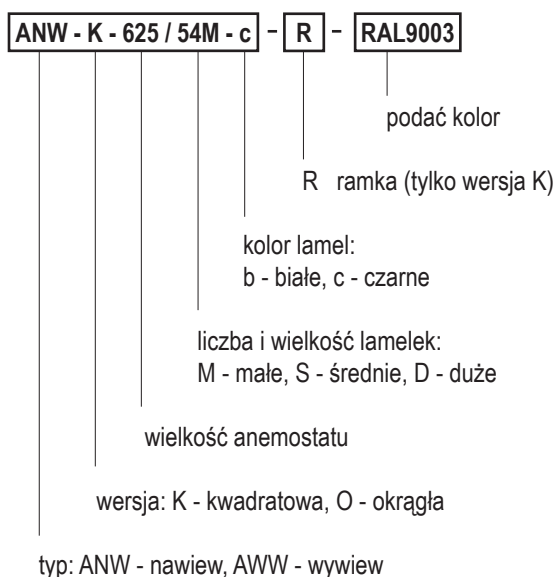 ANW - K - 625 / 54M - c - R - RAL9003
podać kolor
R ramka (tylko wersja K)
kolor lamel:
b - białe, c - czarne
liczba i wielkość lamelek:
M - małe, S - średnie, D - duże
wielkość anemostatu
wersja: K - kwadratowa, O - okrągła
typ: ANW - nawiew, AWW - wywiew